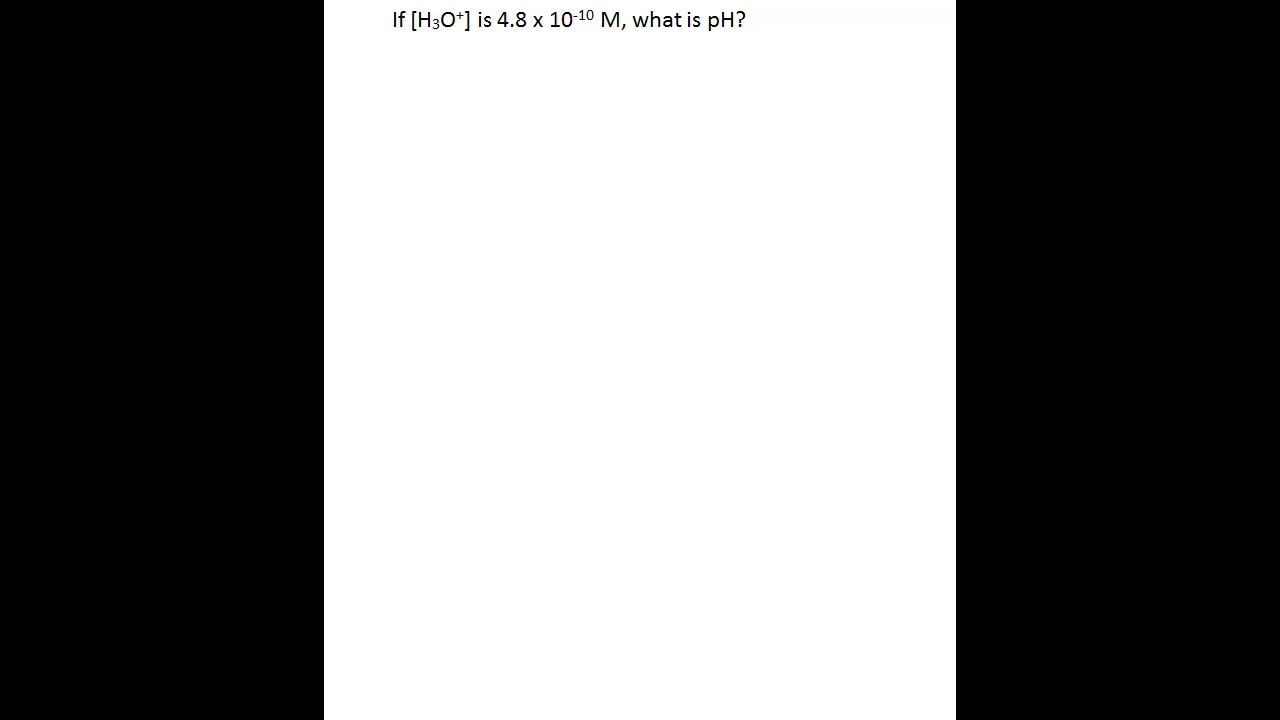 If [H₃O⁺] is 4.8 x 10⁻¹⁰ M, what is pH?